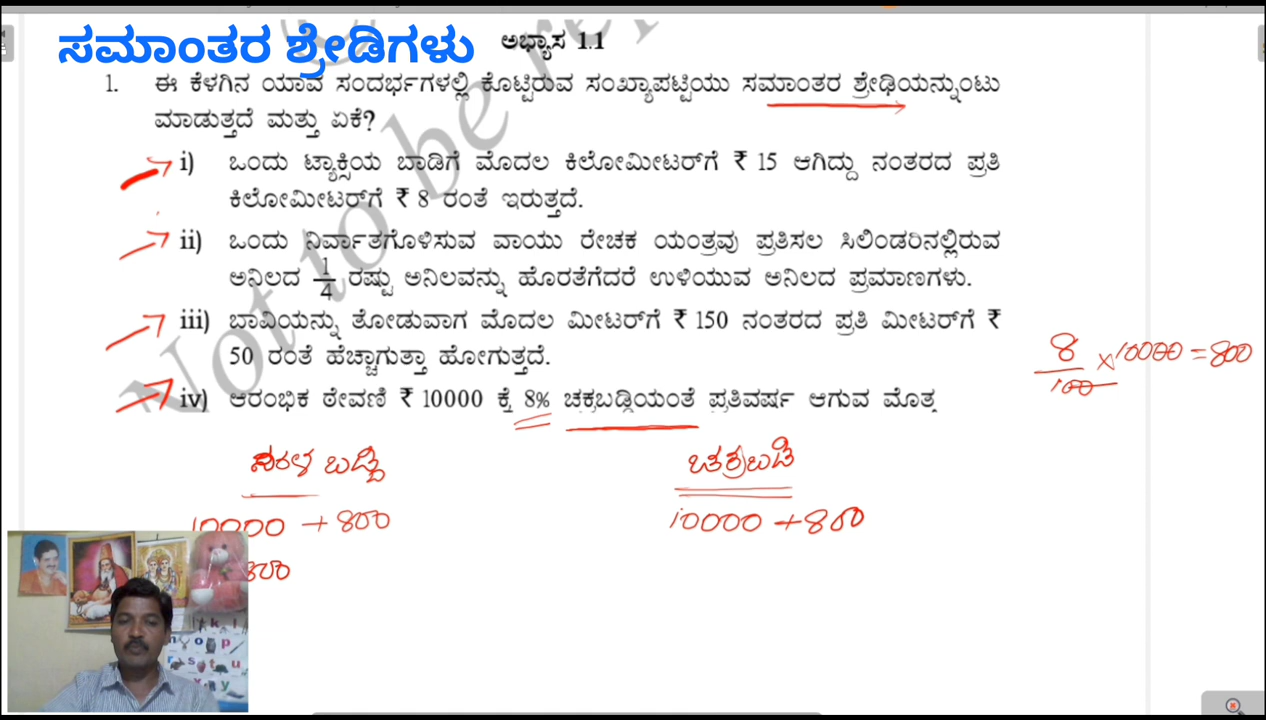 ಸಮಾಂತರ ಶ್ರೇಡಿಗಳು
ಅಭ್ಯಾಸ 1.1
1. ಈ ಕೆಳಗಿನ ಯಾವ ಸಂದರ್ಭಗಳಲ್ಲಿ ಕೊಟ್ಟಿರುವ ಸಂಖ್ಯಾಪಟ್ಟಿಯು ಸಮಾಂತರ ಶ್ರೇಢಿಯನ್ನುಂಟು
ಮಾಡುತ್ತದೆ ಮತ್ತು ಏಕೆ?
i) ಒಂದು ಟ್ಯಾಕ್ಸಿಯ ಬಾಡಿಗೆ ಮೊದಲ ಕಿಲೋಮೀಟರ್‌ಗೆ ₹ 15 ಆಗಿದ್ದು ನಂತರದ ಪ್ರತಿ
ಕಿಲೋಮೀಟರ್‌ಗೆ ₹ 8 ರಂತೆ ಇರುತ್ತದೆ.
ii) ಒಂದು ನಿರ್ವಾತಗೊಳಿಸುವ ವಾಯು ರೇಚಕ ಯಂತ್ರವು ಪ್ರತಿಸಲ ಸಿಲಿಂಡರಿನಲ್ಲಿರುವ
ಅನಿಲದ 1/4 ರಷ್ಟು ಅನಿಲವನ್ನು ಹೊರತೆಗೆದರೆ ಉಳಿಯುವ ಅನಿಲದ ಪ್ರಮಾಣಗಳು.
iii) ಬಾವಿಯನ್ನು ತೋಡುವಾಗ ಮೊದಲ ಮೀಟರ್‌ಗೆ ₹ 150 ನಂತರದ ಪ್ರತಿ ಮೀಟರ್‌ಗೆ ₹
50 ರಂತೆ ಹೆಚ್ಚಾಗುತ್ತಾ ಹೋಗುತ್ತದೆ.
8/100 × 10000 = 800
iv) ಆರಂಭಿಕ ಠೇವಣಿ ₹ 10000 ಕ್ಕೆ 8% ಚಕ್ರಬಡ್ಡಿಯಂತೆ ಪ್ರತಿವರ್ಷ ಆಗುವ ಮೊತ್ತ
ಸರಳ ಬಡ್ಡಿ
10000 + 800
10000 + 800
800
Not to be re